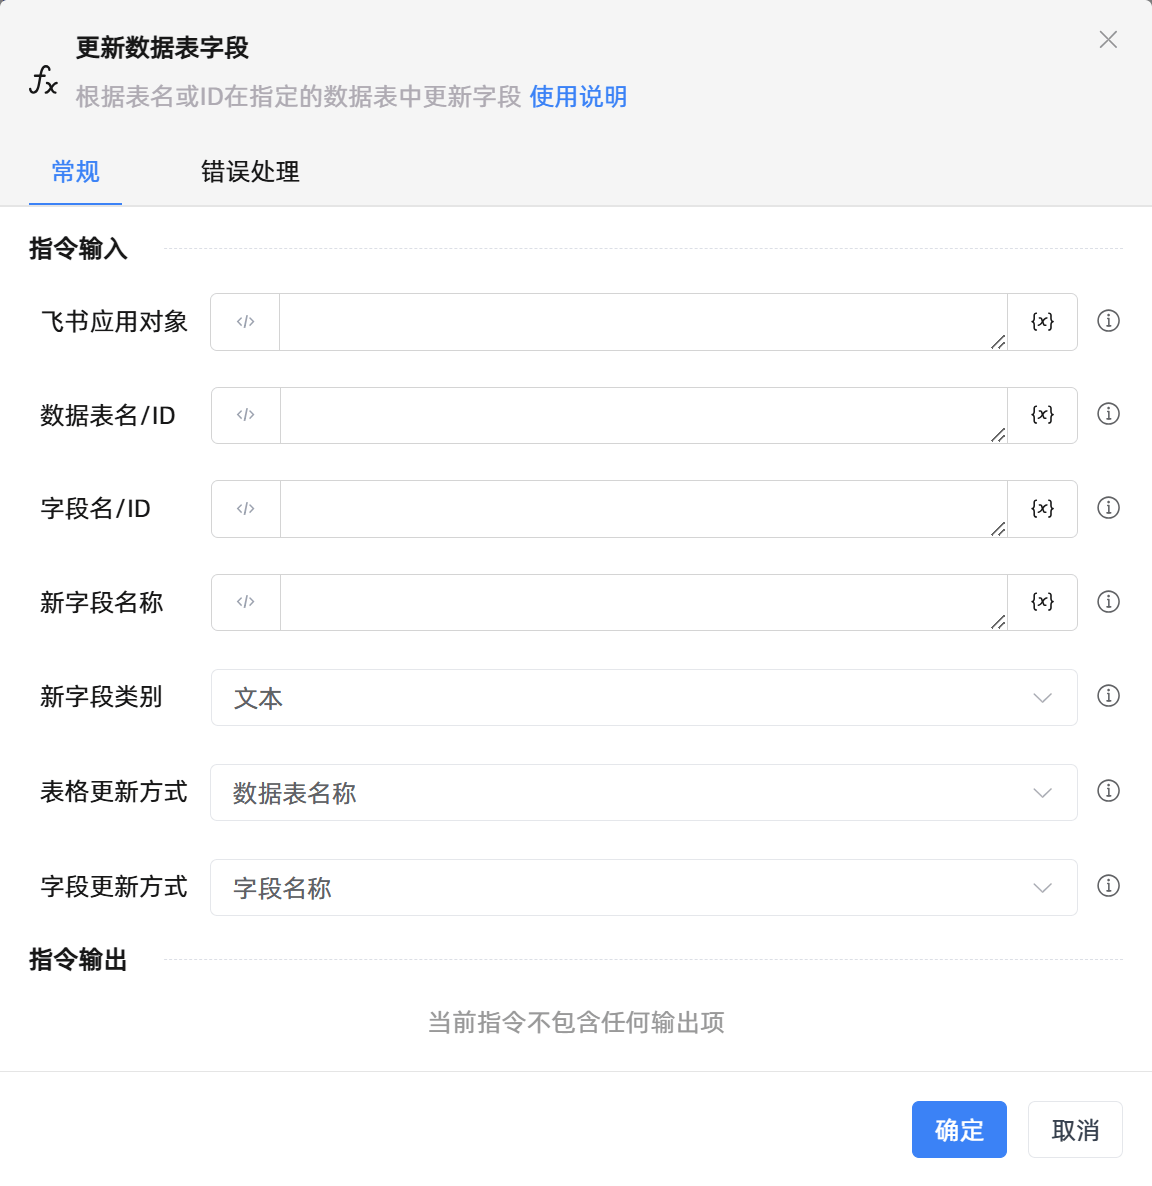 更新数据表字段
fx
根据表名或ID在指定的数据表中更新字段 使用说明
常规 错误处理
指令输入
飞书应用对象 </> {x}
数据表名/ID </> {x}
字段名/ID </> {x}
新字段名称 </> {x}
新字段类别 文本
表格更新方式 数据表名称
字段更新方式 字段名称
指令输出
当前指令不包含任何输出项
确定 取消